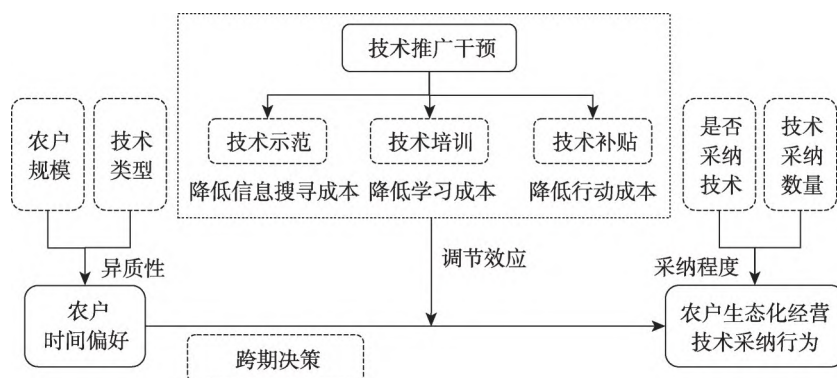 技术推广干预
农户
规模
技术
类型
技术示范
技术培训
技术补贴
是否
采纳
技术
技术
采纳
数量
降低信息搜寻成本
降低学习成本
降低行动成本
异质性
调节效应
采纳程度
农户
时间偏好
农户生态化经营
技术采纳行为
跨期决策